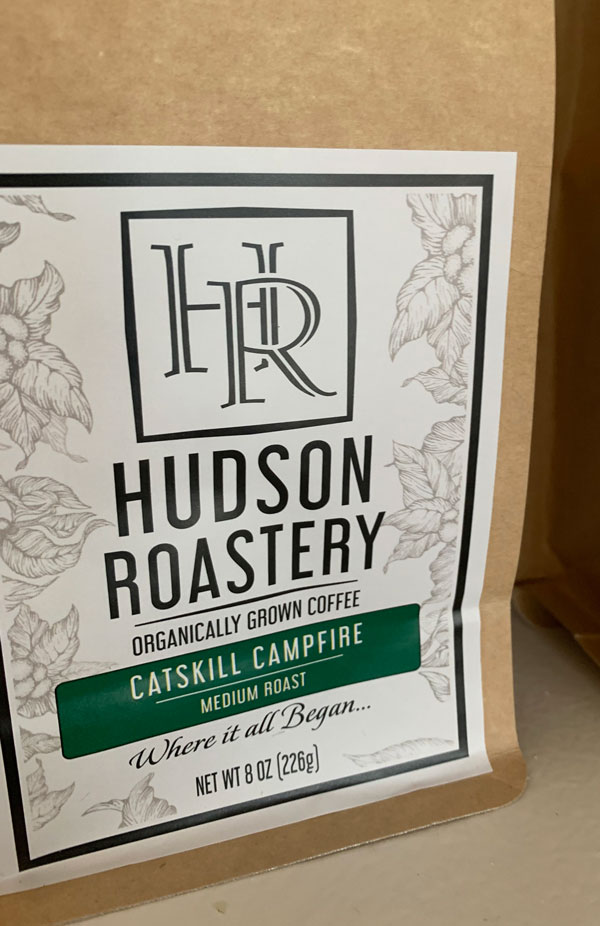 HR
HUDSON
ROASTERY
ORGANICALLY GROWN COFFEE
CATSKILL CAMPFIRE
MEDIUM ROAST
Where it all Began...
NET WT 8 OZ (226g)